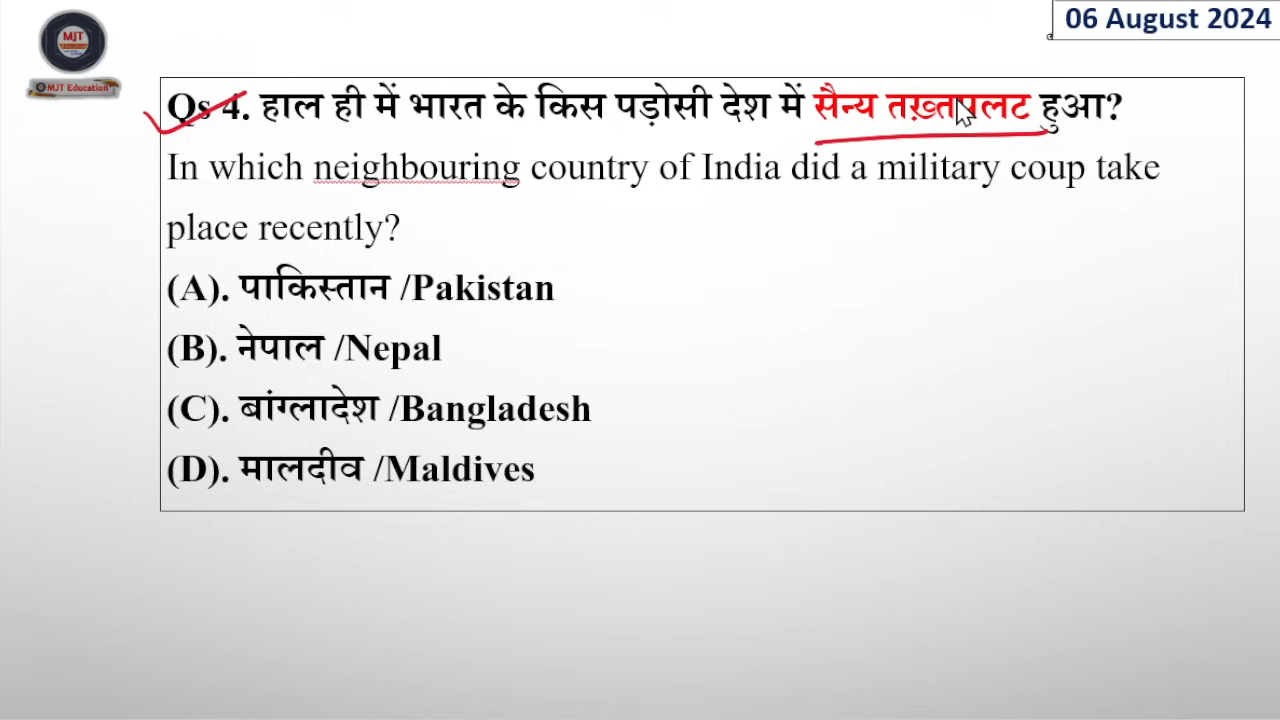 06 August 2024
MJT
MJT Education
Qs 4. हाल ही में भारत के किस पड़ोसी देश में सैन्य तख़्तापलट हुआ?
In which neighbouring country of India did a military coup take
place recently?
(A). पाकिस्तान /Pakistan
(B). नेपाल /Nepal
(C). बांग्लादेश /Bangladesh
(D). मालदीव /Maldives